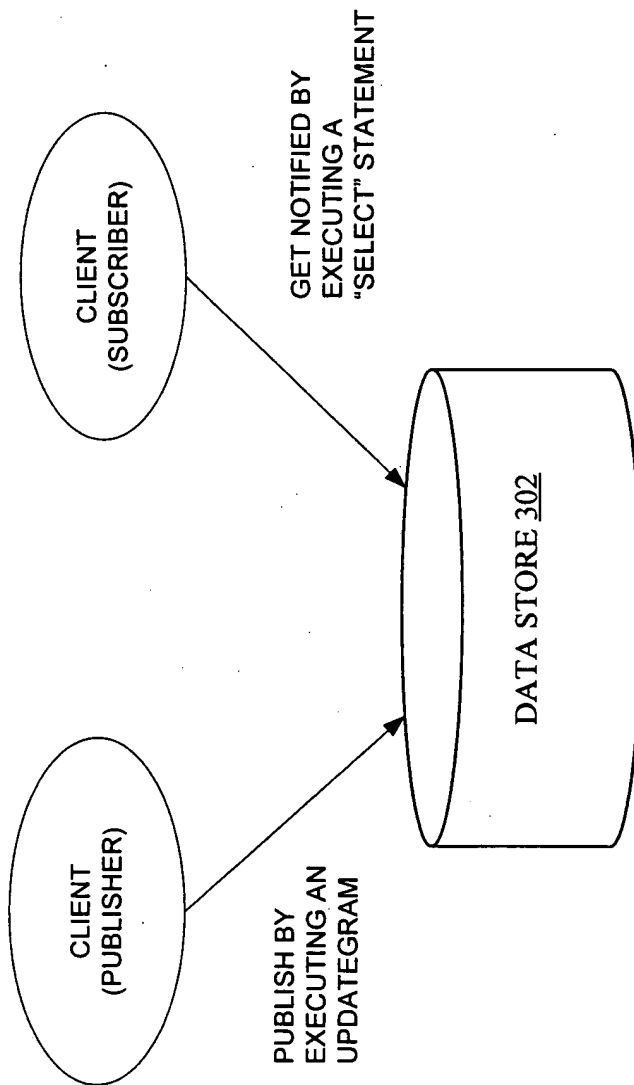 CLIENT
(PUBLISHER)
CLIENT
(SUBSCRIBER)
PUBLISH BY
EXECUTING AN
UPDATEGRAM
GET NOTIFIED BY
EXECUTING A
“SELECT” STATEMENT
DATA STORE 302